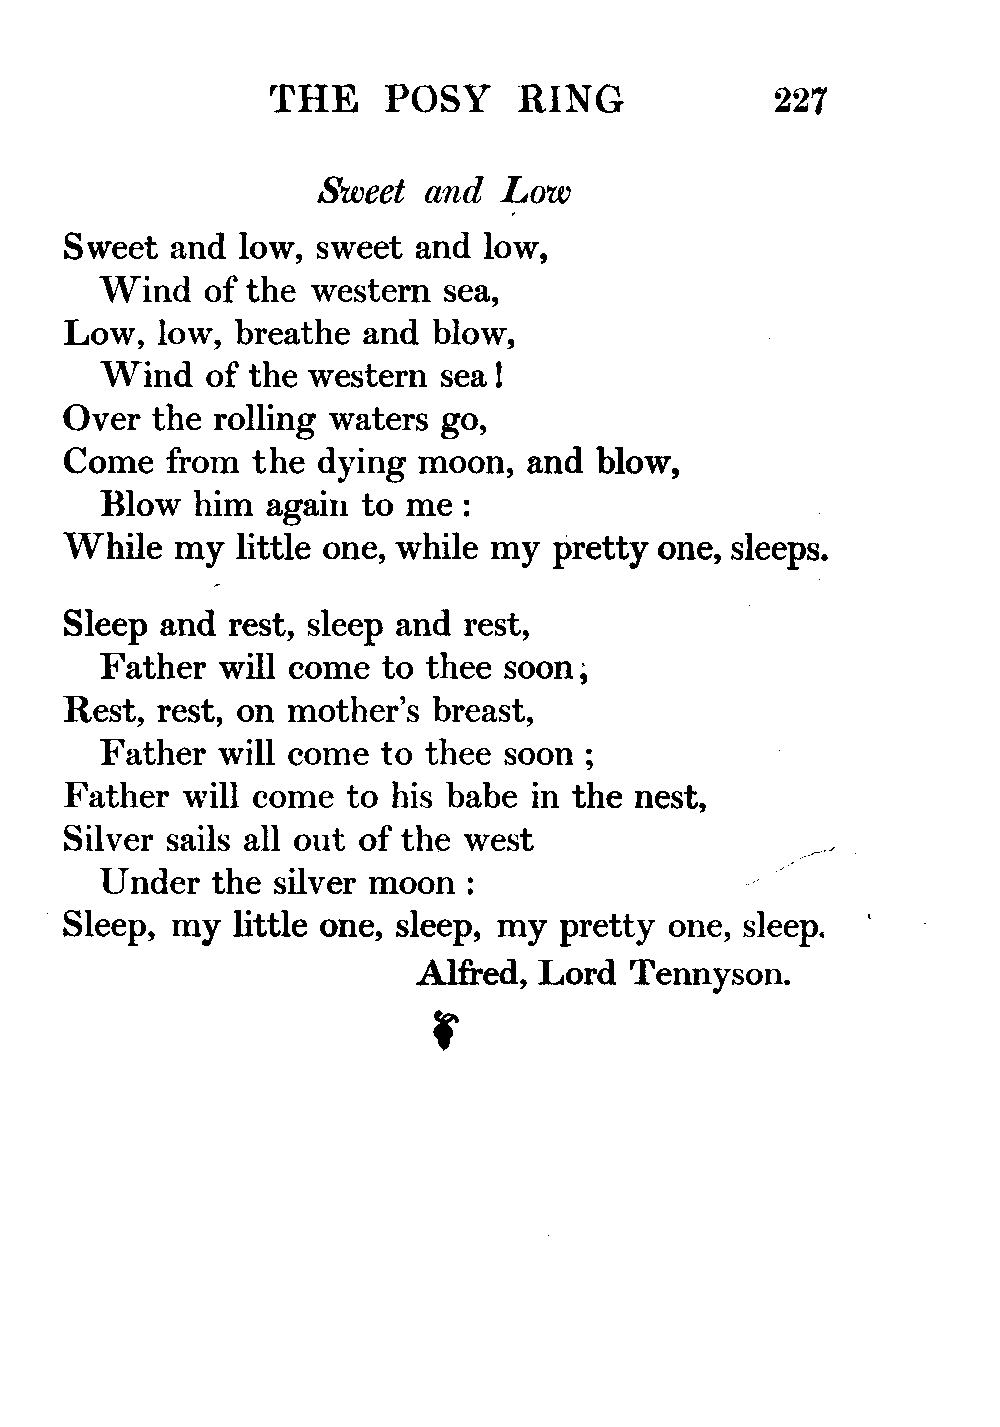 THE POSY RING 227
Sweet and Low
Sweet and low, sweet and low,
Wind of the western sea,
Low, low, breathe and blow,
Wind of the western sea!
Over the rolling waters go,
Come from the dying moon, and blow,
Blow him again to me :
While my little one, while my pretty one, sleeps.
Sleep and rest, sleep and rest,
Father will come to thee soon;
Rest, rest, on mother's breast,
Father will come to thee soon ;
Father will come to his babe in the nest,
Silver sails all out of the west
Under the silver moon :
Sleep, my little one, sleep, my pretty one, sleep.
Alfred, Lord Tennyson.